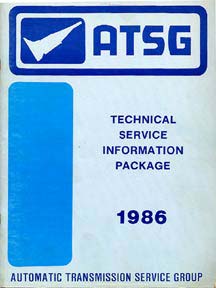 ATSG
TECHNICAL
SERVICE
INFORMATION
PACKAGE
1986
AUTOMATIC TRANSMISSION SERVICE GROUP